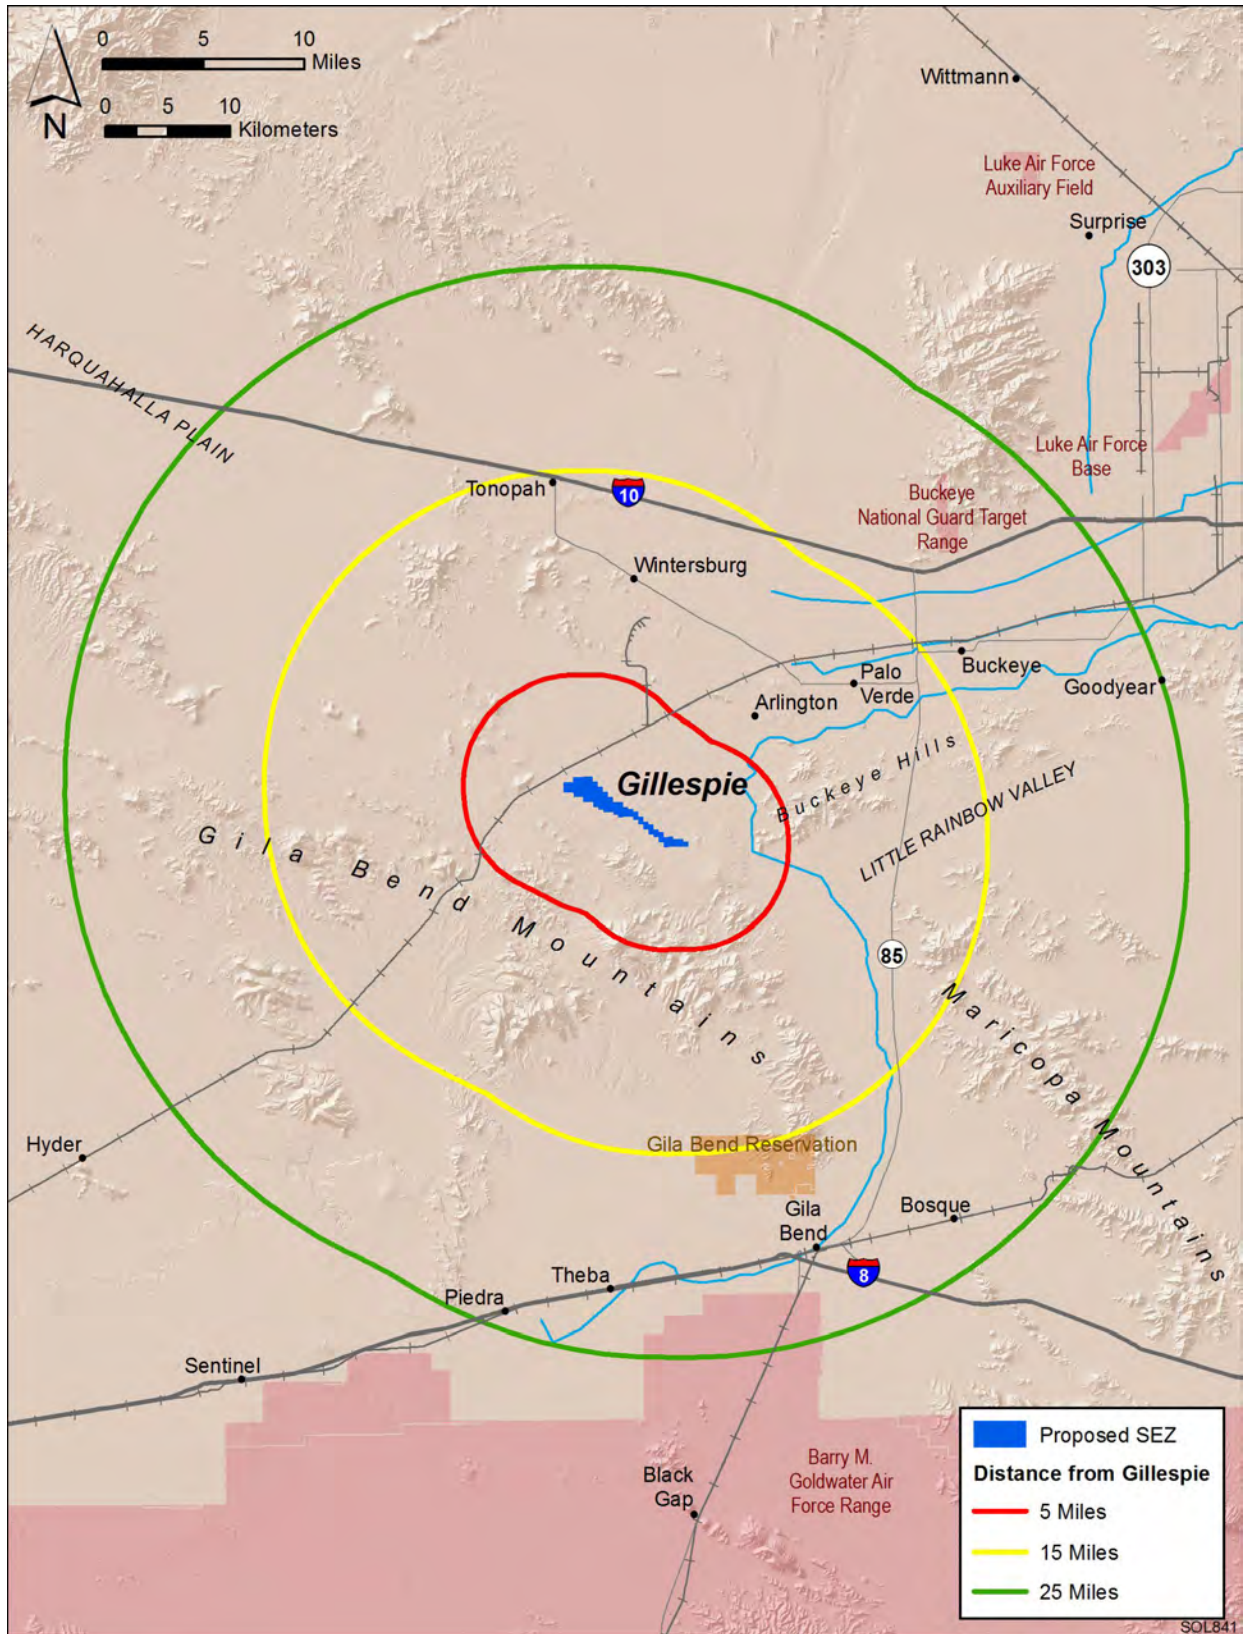 0 5 10
Miles
0 5 10
Kilometers
N
Wittmann
Luke Air Force
Auxiliary Field
Surprise
303
HARQUAHALLA PLAIN
Luke Air Force
Base
Tonopah
10
Buckeye
National Guard Target
Range
Wintersburg
Buckeye
Palo
Verde
Goodyear
Arlington
Gillespie
Buckeye Hills
LITTLE RAINBOW VALLEY
Gila Bend Mountains
85
Maricopa Mountains
Hyder
Gila Bend Reservation
Gila
Bend
Bosque
8
Theba
Piedra
Sentinel
Black
Gap
Barry M.
Goldwater Air
Force Range
Proposed SEZ
Distance from Gillespie
5 Miles
15 Miles
25 Miles
SOL841